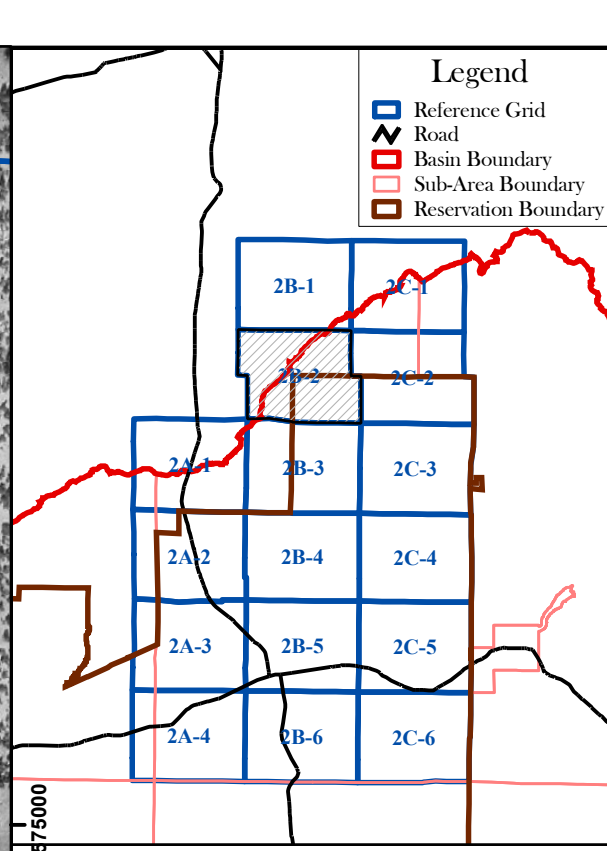 Legend
Reference Grid
Road
Basin Boundary
Sub-Area Boundary
Reservation Boundary
2B-1
2C-1
2B-2
2C-2
2A-1
2B-3
2C-3
2A-2
2B-4
2C-4
2A-3
2B-5
2C-5
2A-4
2B-6
2C-6
575000